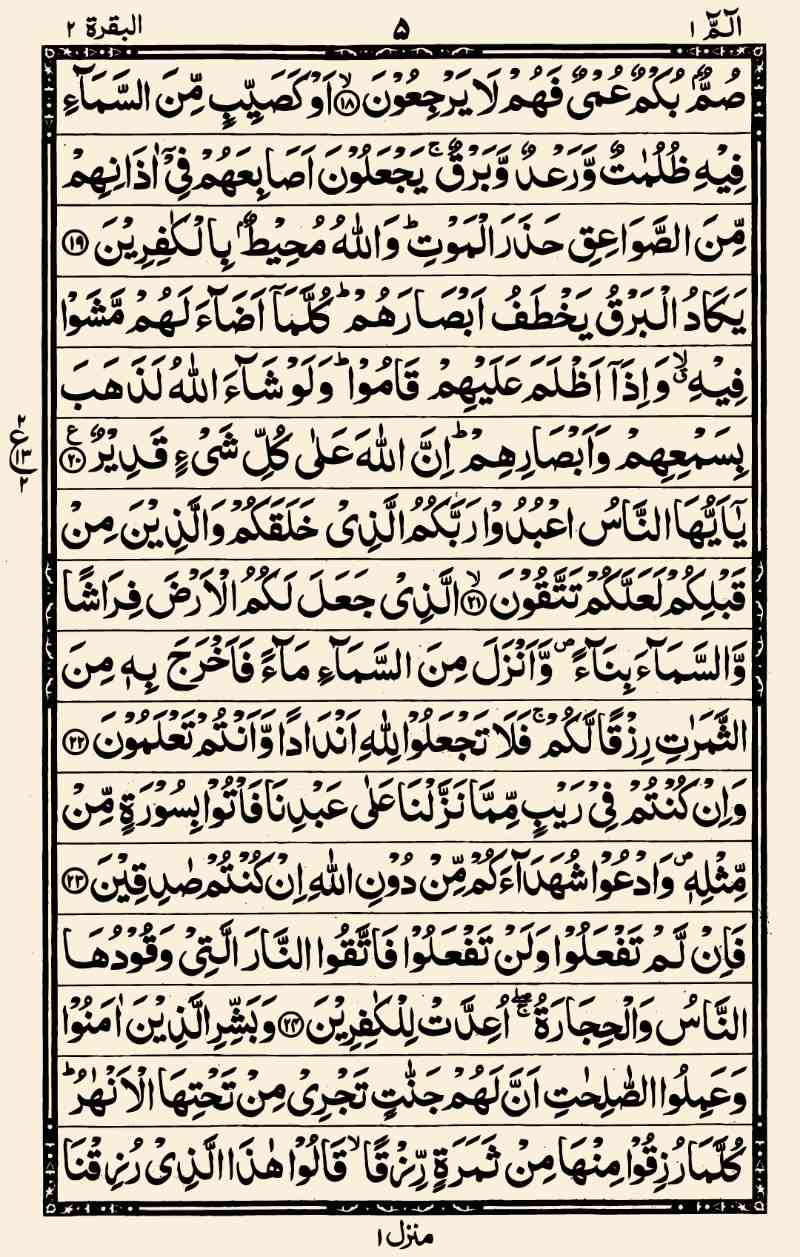 الٓمّٓ ١ ٥ البقرة ٢
صُمٌّۢ بُكْمٌ عُمْیٌ فَهُمْ لَا یَرْجِعُوْنَ ۙ﴿۱۸﴾ اَوْ كَصَیِّبٍ مِّنَ السَّمَآءِ
فِیْهِ ظُلُمٰتٌ وَّرَعْدٌ وَّبَرْقٌ ۚ یَجْعَلُوْنَ اَصَابِعَهُمْ فِیْۤ اٰذَانِهِمْ
مِّنَ الصَّوَاعِقِ حَذَرَ الْمَوْتِ ؕ وَاللّٰهُ مُحِیْطٌۢ بِالْكٰفِرِیْنَ ﴿۱۹﴾
یَكَادُ الْبَرْقُ یَخْطَفُ اَبْصَارَهُمْ ؕ كُلَّمَاۤ اَضَآءَ لَهُمْ مَّشَوْا
فِیْهِ ۙۗ وَاِذَاۤ اَظْلَمَ عَلَیْهِمْ قَامُوْا ؕ وَلَوْ شَآءَ اللّٰهُ لَذَهَبَ
بِسَمْعِهِمْ وَاَبْصَارِهِمْ ؕ اِنَّ اللّٰهَ عَلٰی كُلِّ شَیْءٍ قَدِیْرٌ ﴿۲۰﴾ ع
٢ ع ١٣ ٢
یٰۤاَیُّهَا النَّاسُ اعْبُدُوْا رَبَّكُمُ الَّذِیْ خَلَقَكُمْ وَالَّذِیْنَ مِنْ
قَبْلِكُمْ لَعَلَّكُمْ تَتَّقُوْنَ ۙ﴿۲۱﴾ الَّذِیْ جَعَلَ لَكُمُ الْاَرْضَ فِرَاشًا
وَّالسَّمَآءَ بِنَآءً ۪ وَّاَنْزَلَ مِنَ السَّمَآءِ مَآءً فَاَخْرَجَ بِهٖ مِنَ
الثَّمَرٰتِ رِزْقًا لَّكُمْ ۚ فَلَا تَجْعَلُوْا لِلّٰهِ اَنْدَادًا وَّاَنْتُمْ تَعْلَمُوْنَ ﴿۲۲﴾
وَاِنْ كُنْتُمْ فِیْ رَیْبٍ مِّمَّا نَزَّلْنَا عَلٰی عَبْدِنَا فَاْتُوْا بِسُوْرَةٍ مِّنْ
مِّثْلِهٖ ۪ وَادْعُوْا شُهَدَآءَكُمْ مِّنْ دُوْنِ اللّٰهِ اِنْ كُنْتُمْ صٰدِقِیْنَ ﴿۲۳﴾
فَاِنْ لَّمْ تَفْعَلُوْا وَلَنْ تَفْعَلُوْا فَاتَّقُوا النَّارَ الَّتِیْ وَقُوْدُهَا
النَّاسُ وَالْحِجَارَةُ ۖۚ اُعِدَّتْ لِلْكٰفِرِیْنَ ﴿۲۴﴾ وَبَشِّرِ الَّذِیْنَ اٰمَنُوْا
وَعَمِلُوا الصّٰلِحٰتِ اَنَّ لَهُمْ جَنّٰتٍ تَجْرِیْ مِنْ تَحْتِهَا الْاَنْهٰرُ ؕ
كُلَّمَا رُزِقُوْا مِنْهَا مِنْ ثَمَرَةٍ رِّزْقًا ۙ قَالُوْا هٰذَا الَّذِیْ رُزِقْنَا
منزل ١